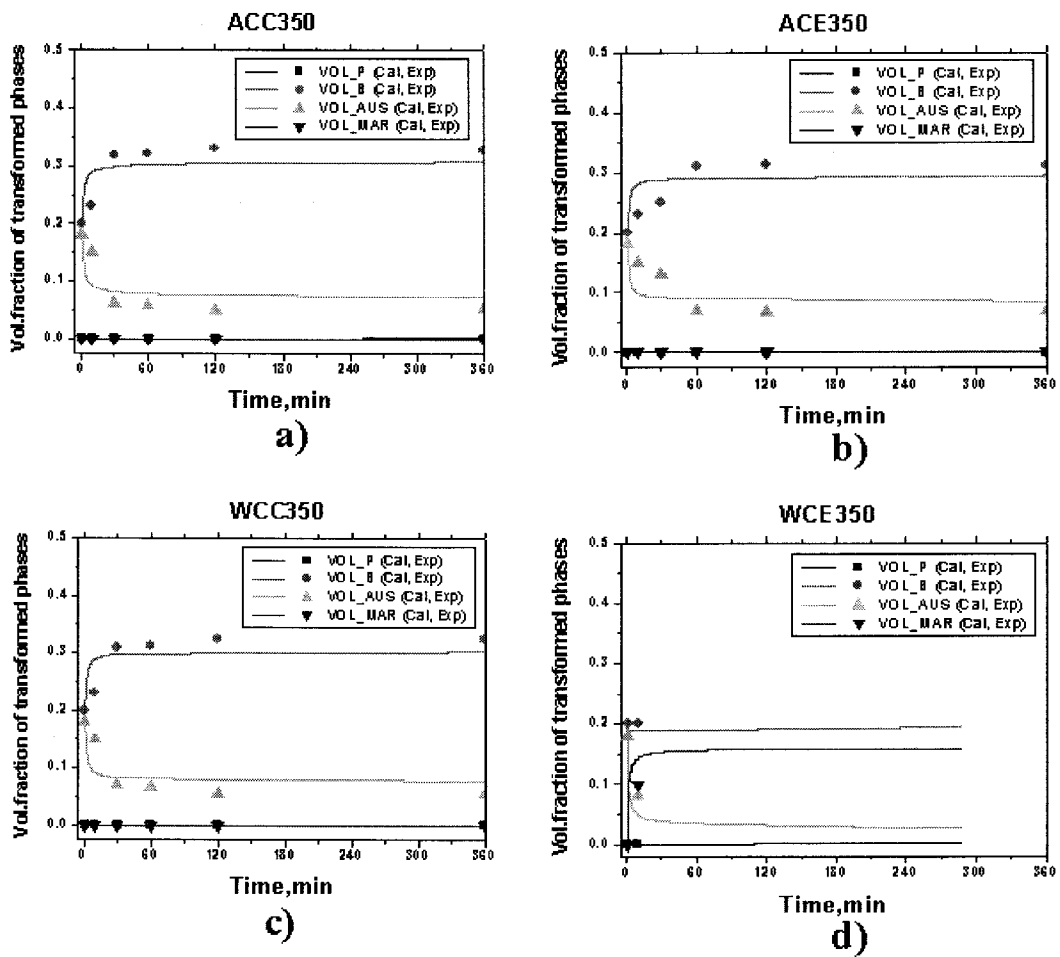 ACC350
Vol.fraction of transformed phases
0.5
0.4
0.3
0.2
0.1
0.0
VOL_P (Cal, Exp)
VOL_B (Cal, Exp)
VOL_AUS (Cal, Exp)
VOL_MAR (Cal, Exp)
0 60 120 180 240 300 360
Time,min
a)
ACE350
Vol.fraction of transformed phases
0.5
0.4
0.3
0.2
0.1
0.0
VOL_P (Cal, Exp)
VOL_B (Cal, Exp)
VOL_AUS (Cal, Exp)
VOL_MAR (Cal, Exp)
0 60 120 180 240 300 360
Time,min
b)
WCC350
Vol.fraction of transformed phases
0.5
0.4
0.3
0.2
0.1
0.0
VOL_P (Cal, Exp)
VOL_B (Cal, Exp)
VOL_AUS (Cal, Exp)
VOL_MAR (Cal, Exp)
0 60 120 180 240 300 360
Time,min
c)
WCE350
Vol.fraction of transformed phases
0.5
0.4
0.3
0.2
0.1
0.0
VOL_P (Cal, Exp)
VOL_B (Cal, Exp)
VOL_AUS (Cal, Exp)
VOL_MAR (Cal, Exp)
0 60 120 180 240 300 360
Time,min
d)